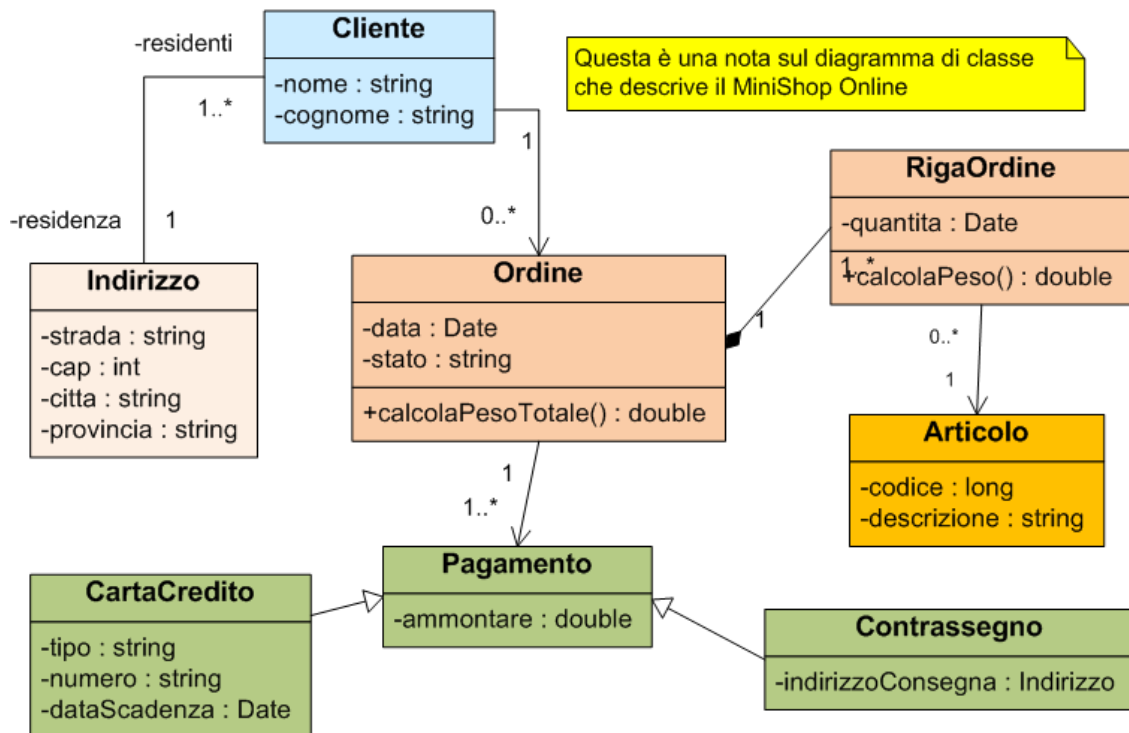 Cliente
-nome : string
-cognome : string
-residenti
1..*
Questa è una nota sul diagramma di classe
che descrive il MiniShop Online
1
0..*
-residenza
1
Indirizzo
-strada : string
-cap : int
-citta : string
-provincia : string
Ordine
-data : Date
-stato : string
+calcolaPesoTotale() : double
1
1..*
RigaOrdine
-quantita : Date
+calcolaPeso() : double
0..*
1
Articolo
-codice : long
-descrizione : string
1
1..*
Pagamento
-ammontare : double
CartaCredito
-tipo : string
-numero : string
-dataScadenza : Date
Contrassegno
-indirizzoConsegna : Indirizzo